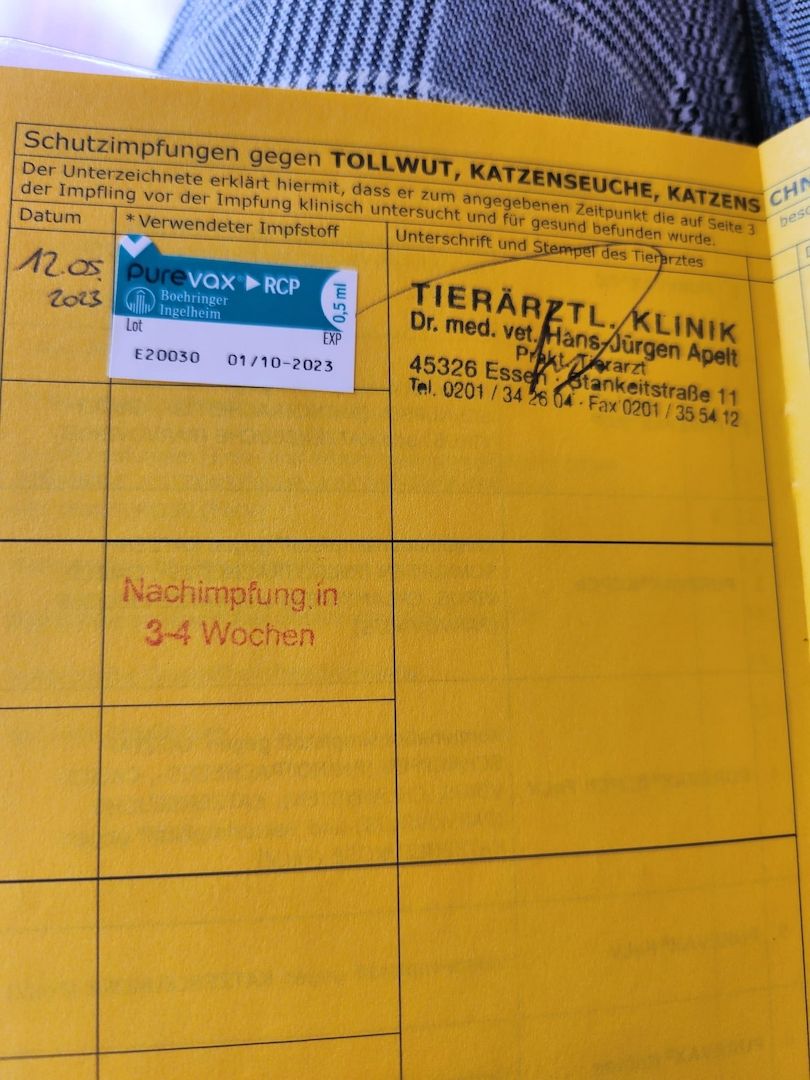 Schutzimpfungen gegen TOLLWUT, KATZENSEUCHE, KATZENS
Der Unterzeichnete erklärt hiermit, dass er zum angegebenen Zeitpunkt die auf Seite 3
der Impfling vor der Impfung klinisch untersucht und für gesund befunden wurde.
Datum
* Verwendeter Impfstoff
Unterschrift und Stempel des Tierarztes
12.05.
2023
purevax RCP
Boehringer
Ingelheim
0,5 ml
Lot
EXP
E20030 01/10-2023
TIERÄRZTL. KLINIK
Dr. med. vet. Hans-Jürgen Apelt
Prakt. Tierarzt
45326 Essen · Stankeitstraße 11
Tel. 0201 / 34 26 04 · Fax 0201 / 35 54 12
Nachimpfung in
3-4 Wochen
CHN
besc